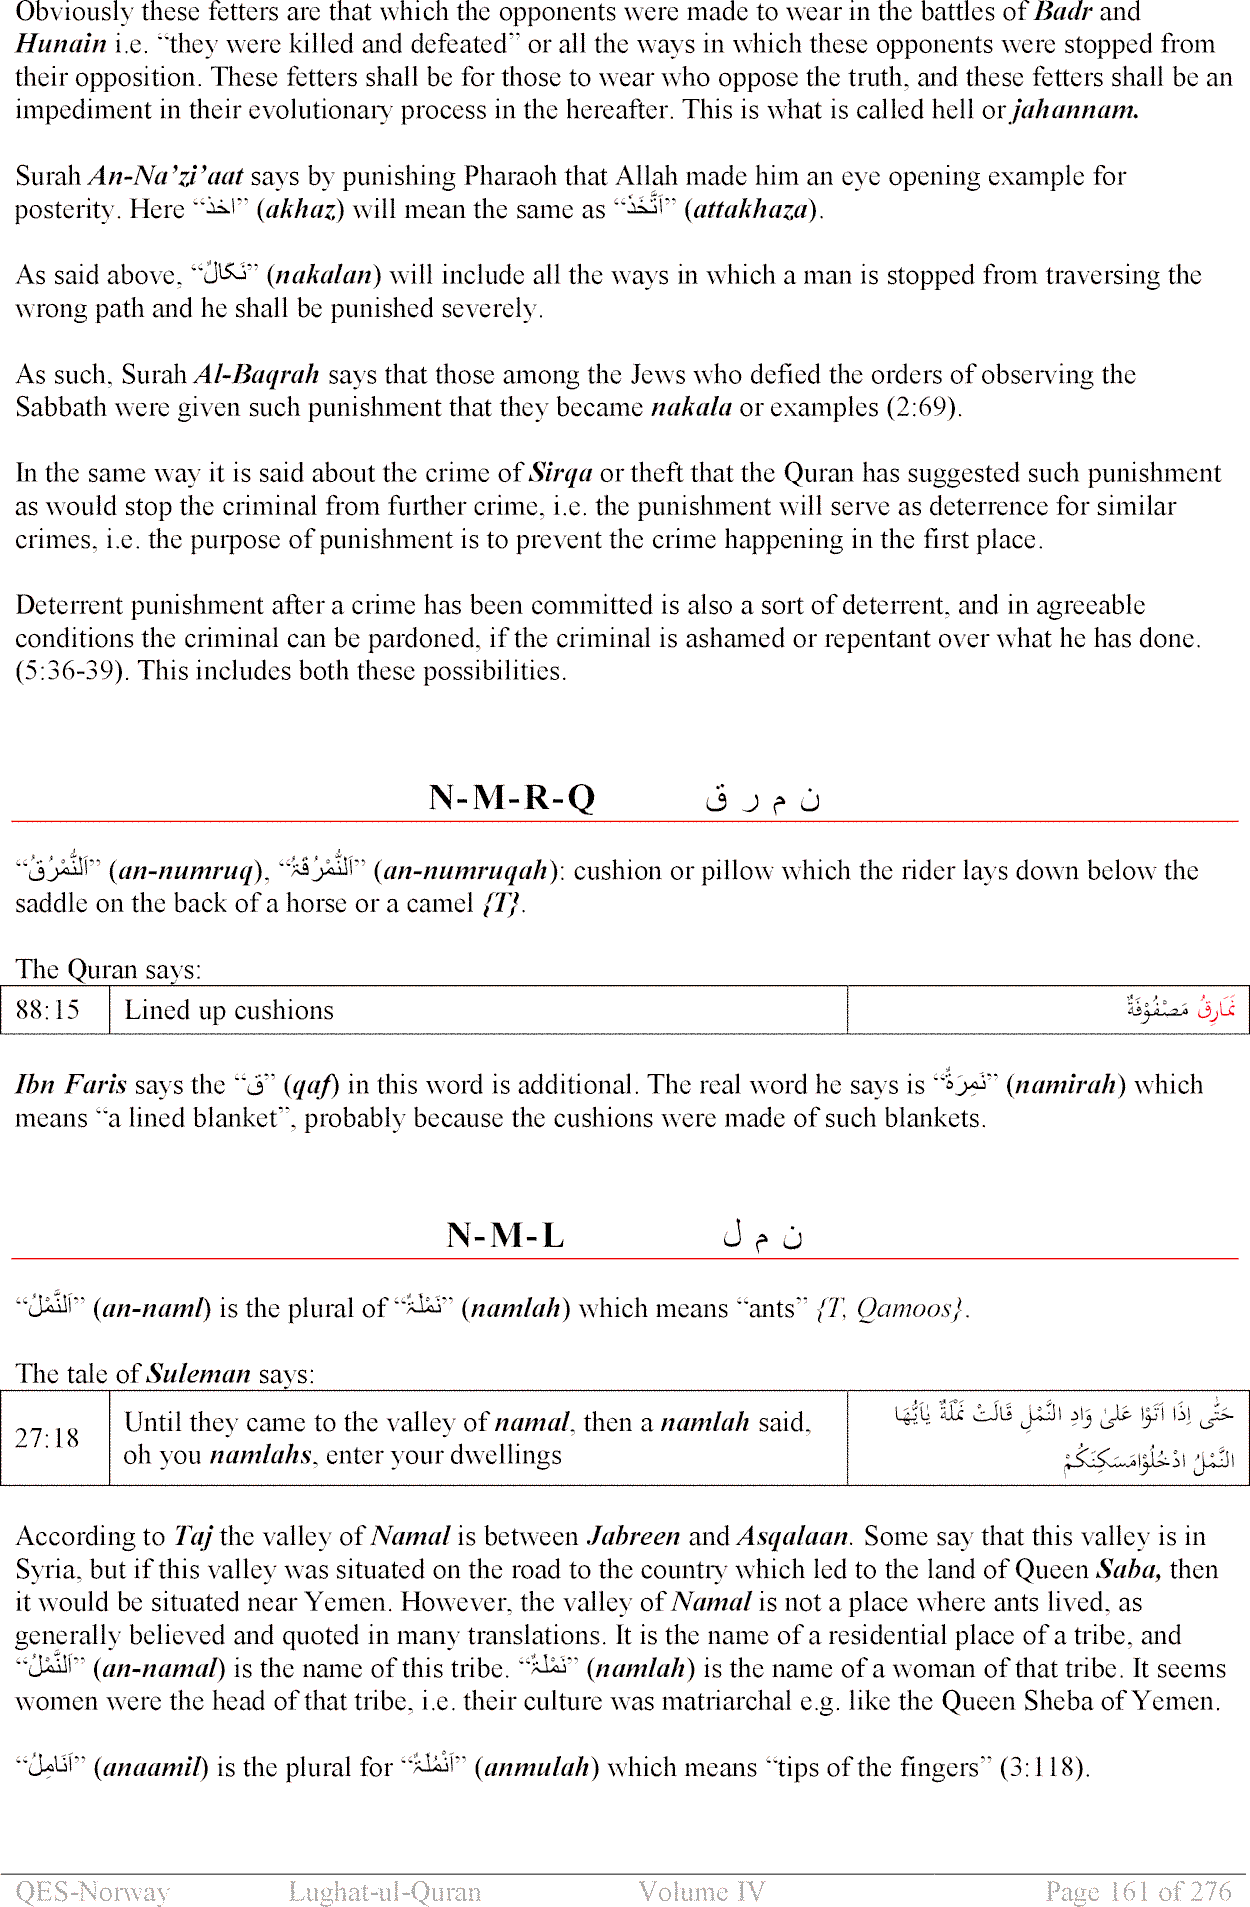 Obviously these fetters are that which the opponents were made to wear in the battles of Badr and
Hunain i.e. “they were killed and defeated” or all the ways in which these opponents were stopped from
their opposition. These fetters shall be for those to wear who oppose the truth, and these fetters shall be an
impediment in their evolutionary process in the hereafter. This is what is called hell or jahannam.
Surah An-Na’zi’aat says by punishing Pharaoh that Allah made him an eye opening example for
posterity. Here “اخذ” (akhaz) will mean the same as “اَتَّخَذَ” (attakhaza).
As said above, “نَكَالٌ” (nakalan) will include all the ways in which a man is stopped from traversing the
wrong path and he shall be punished severely.
As such, Surah Al-Baqrah says that those among the Jews who defied the orders of observing the
Sabbath were given such punishment that they became nakala or examples (2:69).
In the same way it is said about the crime of Sirqa or theft that the Quran has suggested such punishment
as would stop the criminal from further crime, i.e. the punishment will serve as deterrence for similar
crimes, i.e. the purpose of punishment is to prevent the crime happening in the first place.
Deterrent punishment after a crime has been committed is also a sort of deterrent, and in agreeable
conditions the criminal can be pardoned, if the criminal is ashamed or repentant over what he has done.
(5:36-39). This includes both these possibilities.
N-M-R-Q ن م ر ق
“اَلنُّمْرُقُ” (an-numruq), “اَلنُّمْرُقَۃُ” (an-numruqah): cushion or pillow which the rider lays down below the
saddle on the back of a horse or a camel {T}.
The Quran says:
88:15 Lined up cushions نَمَارِقُ مَصْفُوْفَةٌ
Ibn Faris says the “ق” (qaf) in this word is additional. The real word he says is “نَمِرَةٌ” (namirah) which
means “a lined blanket”, probably because the cushions were made of such blankets.
N-M-L ن م ل
“اَلنَّمْلُ” (an-naml) is the plural of “نَمْلَۃٌ” (namlah) which means “ants” {T, Qamoos}.
The tale of Suleman says:
27:18 Until they came to the valley of namal, then a namlah said, حَتّٰى اِذَا اَتَوْا عَلىٰ وَادِ النَّمْلِ قَالَتْ نَمْلَةٌ يٰاَيُّهَا
oh you namlahs, enter your dwellings النَّمْلُ ادْخُلُوْامَسٰكِنَكُمْ
According to Taj the valley of Namal is between Jabreen and Asqalaan. Some say that this valley is in
Syria, but if this valley was situated on the road to the country which led to the land of Queen Saba, then
it would be situated near Yemen. However, the valley of Namal is not a place where ants lived, as
generally believed and quoted in many translations. It is the name of a residential place of a tribe, and
“اَلنَّمْلُ” (an-namal) is the name of this tribe. “نَمْلَۃٌ” (namlah) is the name of a woman of that tribe. It seems
women were the head of that tribe, i.e. their culture was matriarchal e.g. like the Queen Sheba of Yemen.
“اَنَامِلُ” (anaamil) is the plural for “اَنْمُلَۃٌ” (anmulah) which means “tips of the fingers” (3:118).
QES-Norway Lughat-ul-Quran Volume IV Page 161 of 276